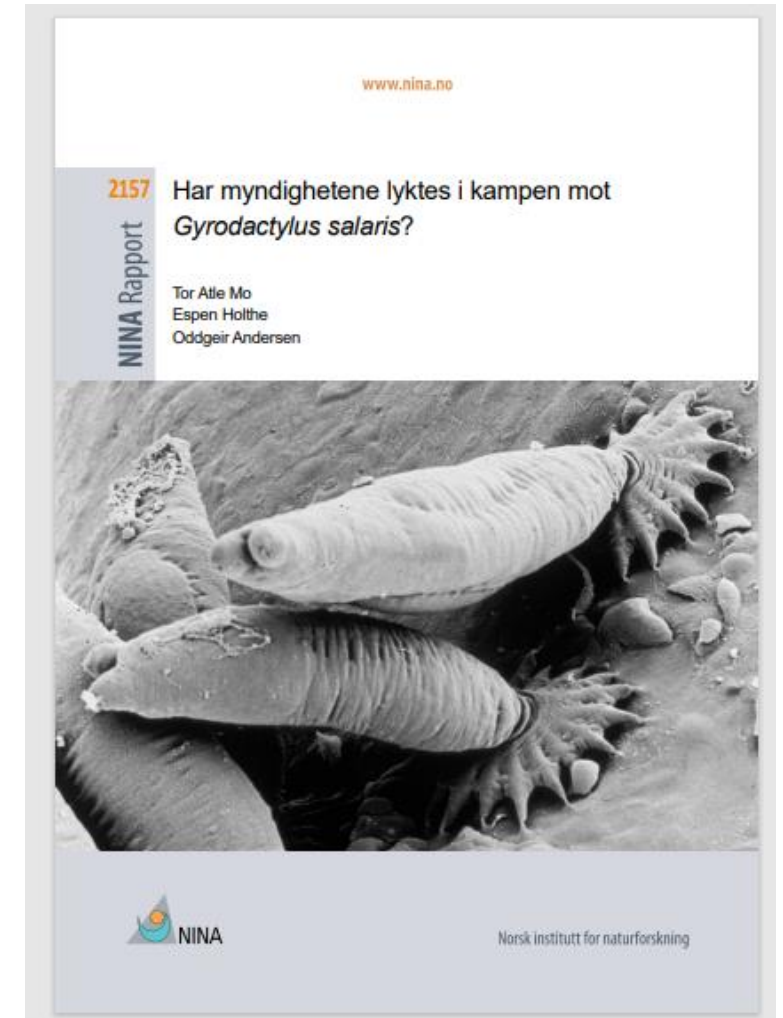 www.nina.no
2157
NINA Rapport
Har myndighetene lyktes i kampen mot
Gyrodactylus salaris?
Tor Atle Mo
Espen Holthe
Oddgeir Andersen
NINA
Norsk institutt for naturforskning